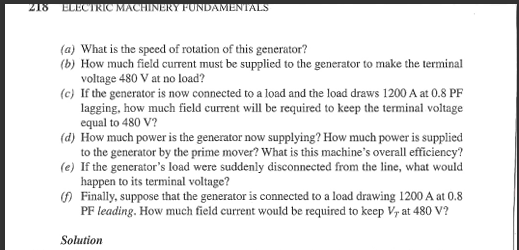 218 ELECTRIC MACHINERY FUNDAMENTALS
(a) What is the speed of rotation of this generator?
(b) How much field current must be supplied to the generator to make the terminal
voltage 480 V at no load?
(c) If the generator is now connected to a load and the load draws 1200 A at 0.8 PF
lagging, how much field current will be required to keep the terminal voltage
equal to 480 V?
(d) How much power is the generator now supplying? How much power is supplied
to the generator by the prime mover? What is this machine's overall efficiency?
(e) If the generator's load were suddenly disconnected from the line, what would
happen to its terminal voltage?
(f) Finally, suppose that the generator is connected to a load drawing 1200 A at 0.8
PF leading. How much field current would be required to keep V_T at 480 V?
Solution